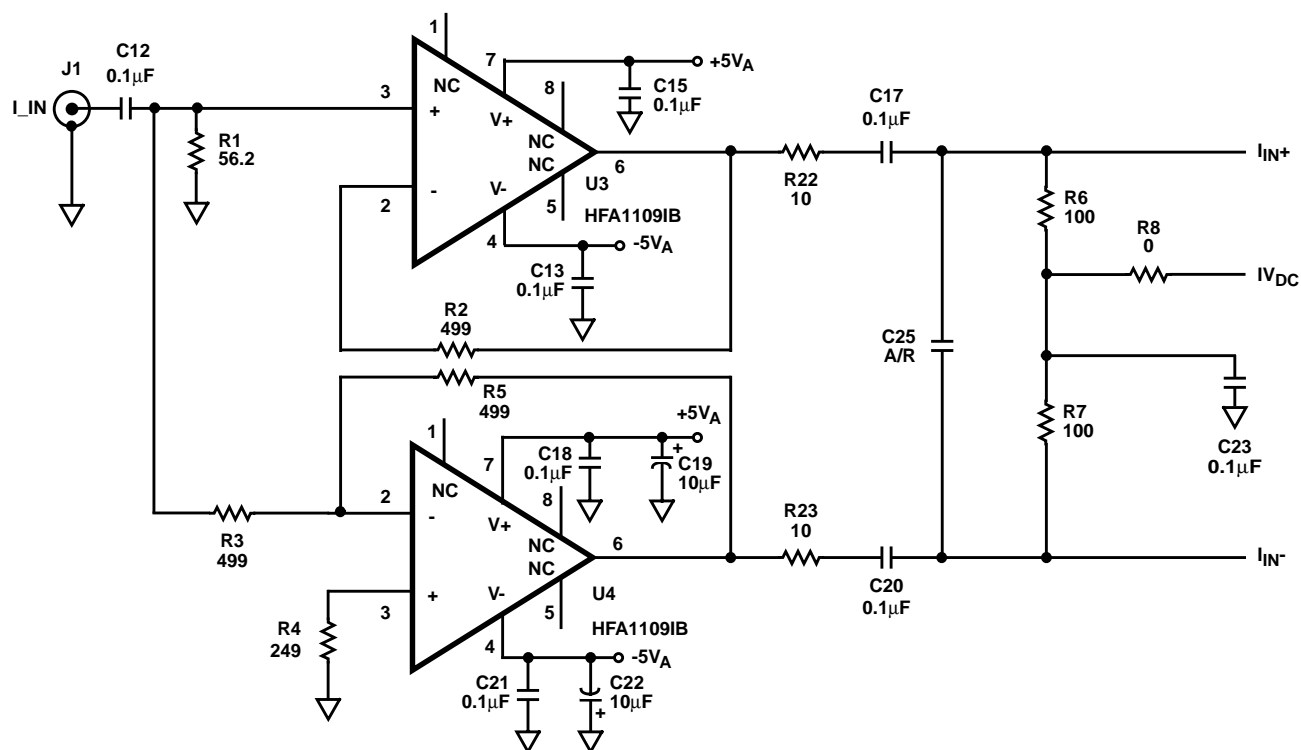 1
C12
0.1µF
J1
I_IN
3
+
NC
7
+5VA
C15
0.1µF
8
V+
NC
NC
6
R1
56.2
-
V-
2
U3
5
HFA1109IB
4
-5VA
C13
0.1µF
R22
10
C17
0.1µF
IIN+
R6
100
R8
0
IVDC
R2
499
R5
499
C25
A/R
R7
100
C23
0.1µF
1
+5VA
7
C18
0.1µF
C19
+
10µF
8
NC
2
-
V+
NC
NC
6
R3
499
R23
10
C20
0.1µF
IIN-
R4
249
3
+
V-
5
U4
HFA1109IB
4
-5VA
C21
0.1µF
C22
10µF
+